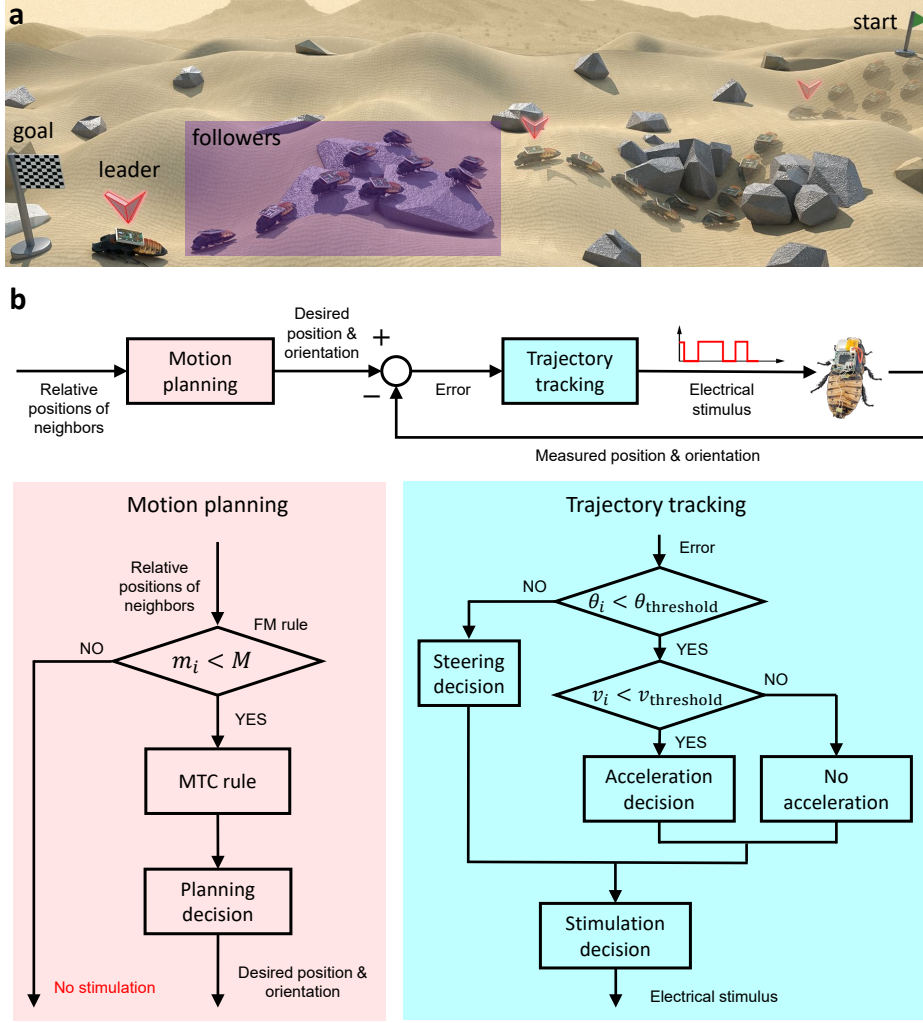 a
start
goal
leader
followers
b
Relative
positions of
neighbors
Motion
planning
Desired
position &
orientation
+
−
Error
Trajectory
tracking
Electrical
stimulus
Measured position & orientation
Motion planning
Relative
positions of
neighbors
FM rule
NO
m_i < M
YES
MTC rule
Planning
decision
No stimulation
Desired position &
orientation
Trajectory tracking
Error
NO
θ_i < θ_threshold
YES
Steering
decision
NO
v_i < v_threshold
YES
Acceleration
decision
No
acceleration
Stimulation
decision
Electrical stimulus